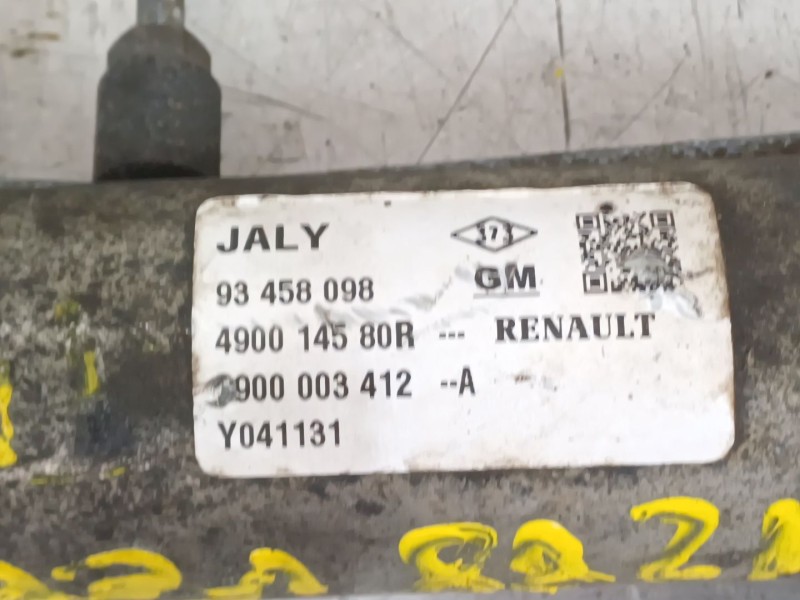 JALY
93 458 098
GM
4900 145 80R --- RENAULT
900 003 412 --A
Y041131